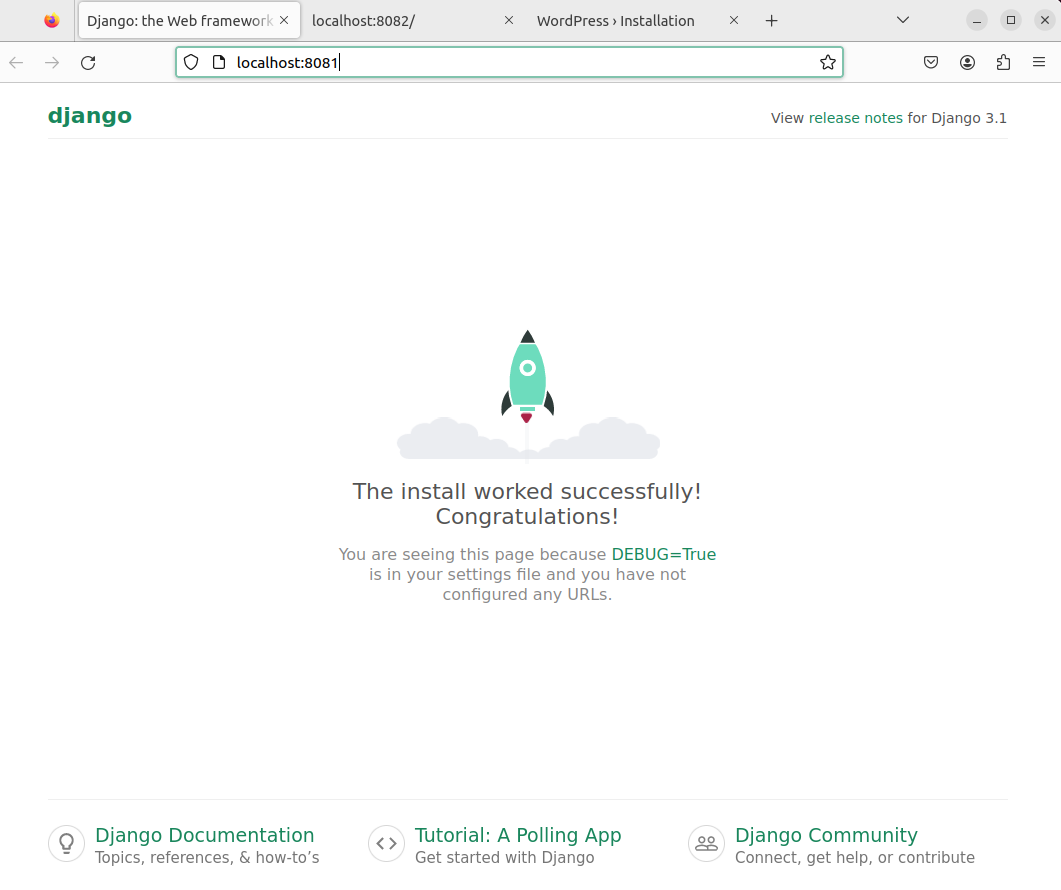 Django: the Web framework
localhost:8082/
WordPress › Installation
localhost:8081
django
View release notes for Django 3.1
The install worked successfully!
Congratulations!
You are seeing this page because DEBUG=True
is in your settings file and you have not
configured any URLs.
Django Documentation
Topics, references, & how-to’s
Tutorial: A Polling App
Get started with Django
Django Community
Connect, get help, or contribute